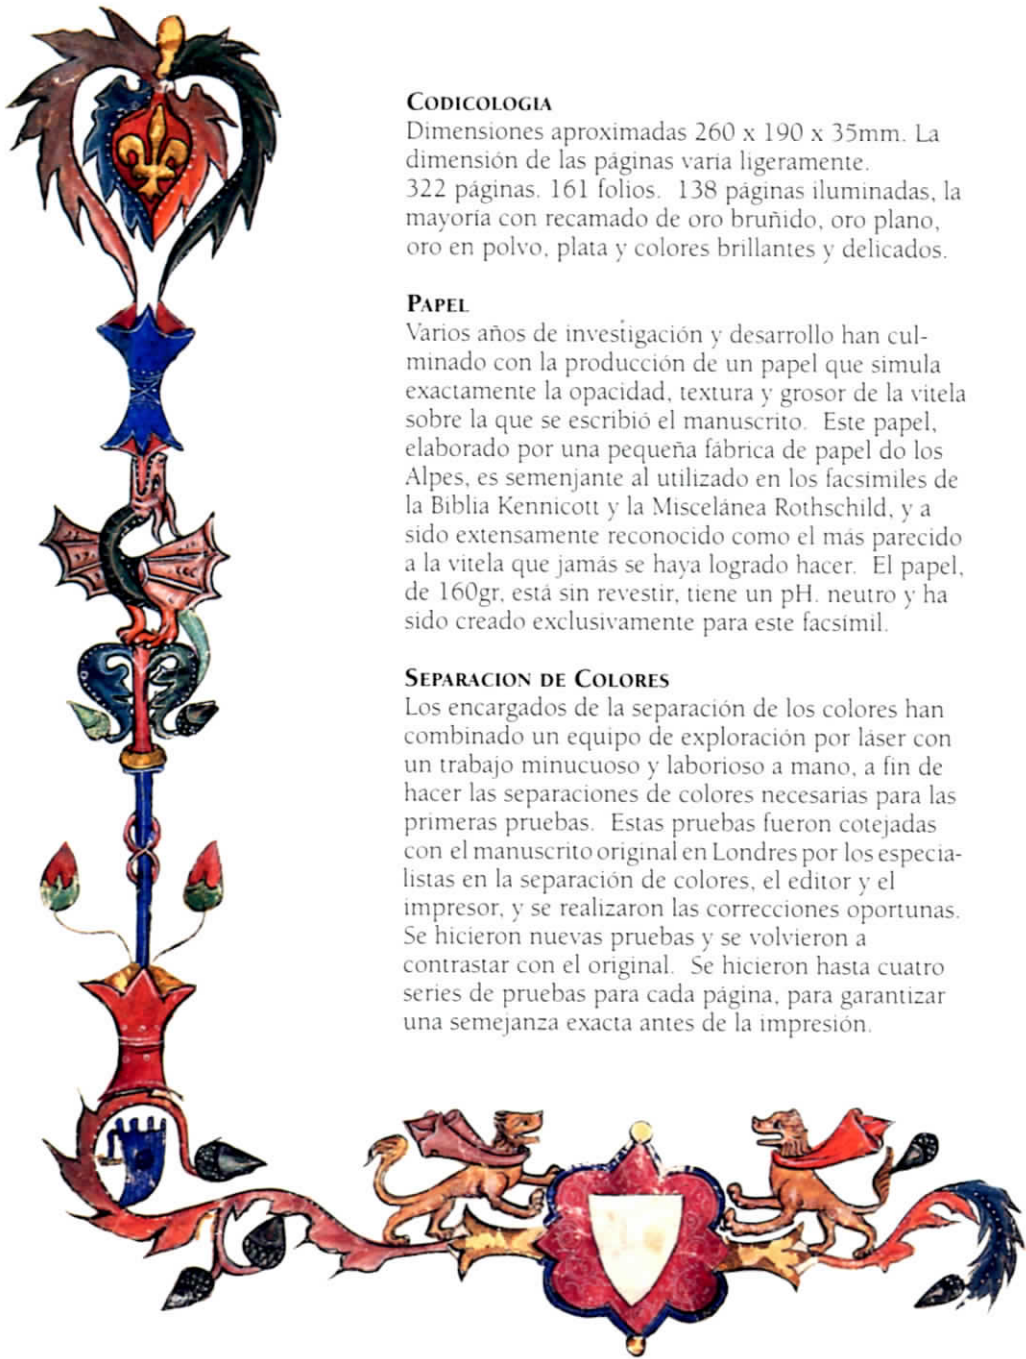 CODICOLOGIA
Dimensiones aproximadas 260 x 190 x 35mm. La
dimensión de las páginas varía ligeramente.
322 páginas. 161 folios. 138 páginas iluminadas, la
mayoría con recamado de oro bruñido, oro plano,
oro en polvo, plata y colores brillantes y delicados.
PAPEL
Varios años de investigación y desarrollo han cul-
minado con la producción de un papel que simula
exactamente la opacidad, textura y grosor de la vitela
sobre la que se escribió el manuscrito. Este papel,
elaborado por una pequeña fábrica de papel do los
Alpes, es semenjante al utilizado en los facsímiles de
la Biblia Kennicott y la Miscelánea Rothschild, y a
sido extensamente reconocido como el más parecido
a la vitela que jamás se haya logrado hacer. El papel,
de 160gr, está sin revestir, tiene un pH. neutro y ha
sido creado exclusivamente para este facsímil.
SEPARACION DE COLORES
Los encargados de la separación de los colores han
combinado un equipo de exploración por láser con
un trabajo minucuoso y laborioso a mano, a fin de
hacer las separaciones de colores necesarias para las
primeras pruebas. Estas pruebas fueron cotejadas
con el manuscrito original en Londres por los especia-
listas en la separación de colores, el editor y el
impresor, y se realizaron las correcciones oportunas.
Se hicieron nuevas pruebas y se volvieron a
contrastar con el original. Se hicieron hasta cuatro
series de pruebas para cada página, para garantizar
una semejanza exacta antes de la impresión.